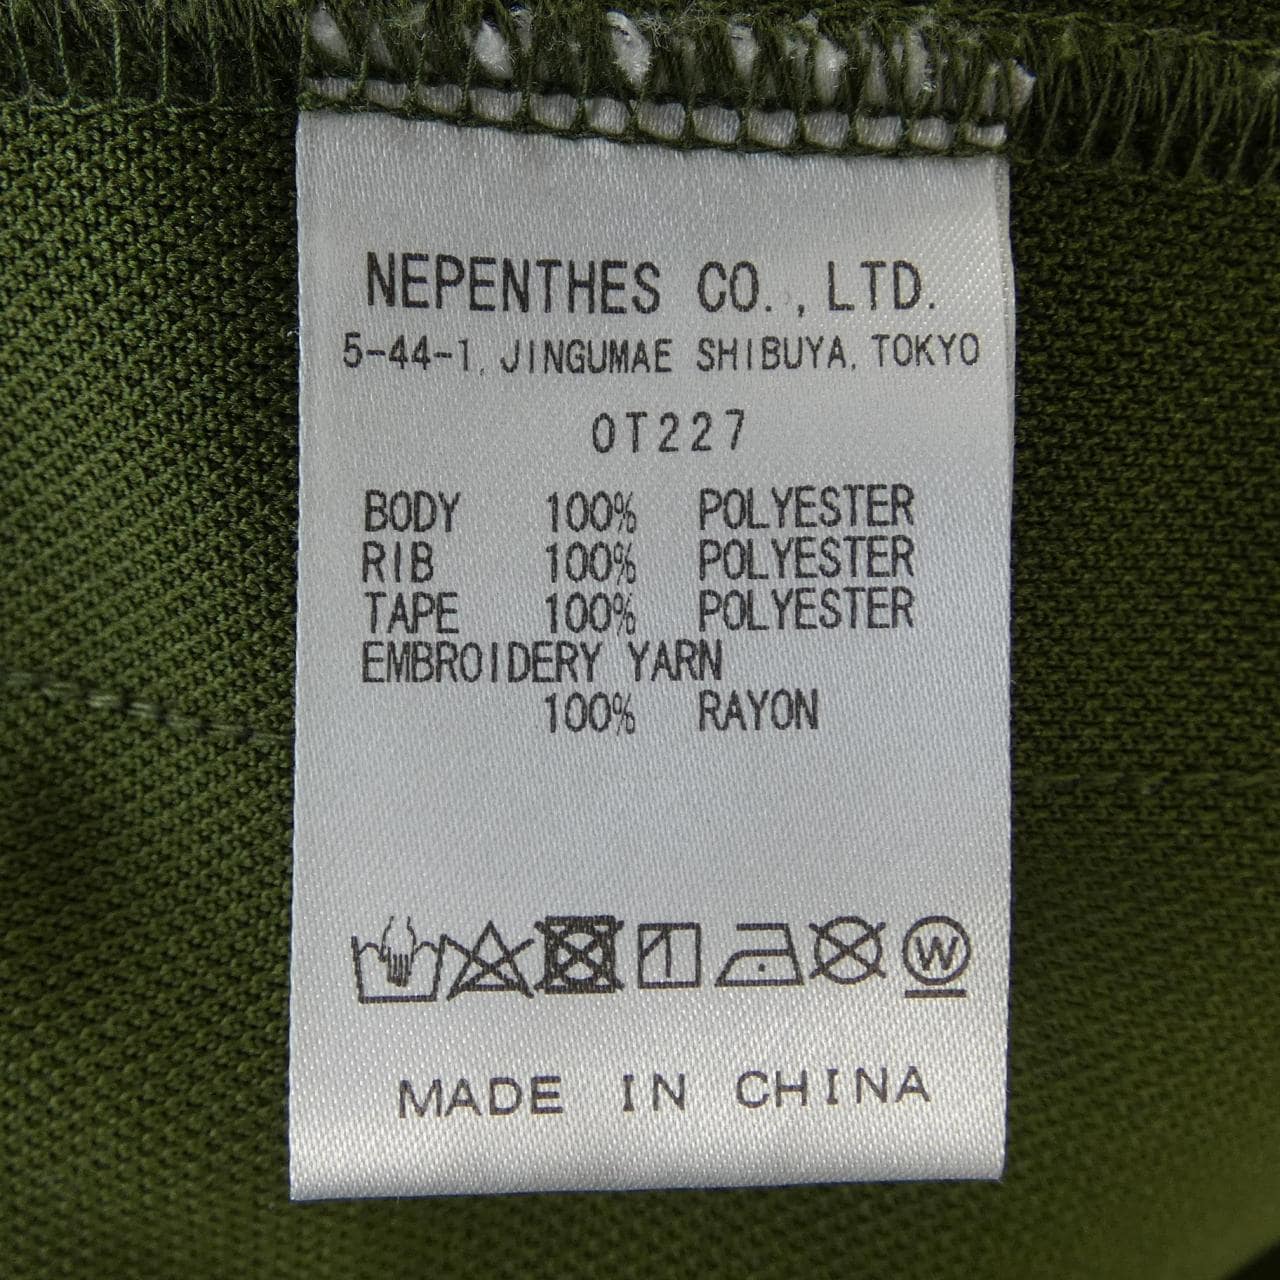 NEPENTHES CO.,LTD.
5-44-1, JINGUMAE SHIBUYA, TOKYO
OT227
BODY 100% POLYESTER
RIB 100% POLYESTER
TAPE 100% POLYESTER
EMBROIDERY YARN
100% RAYON
W
MADE IN CHINA